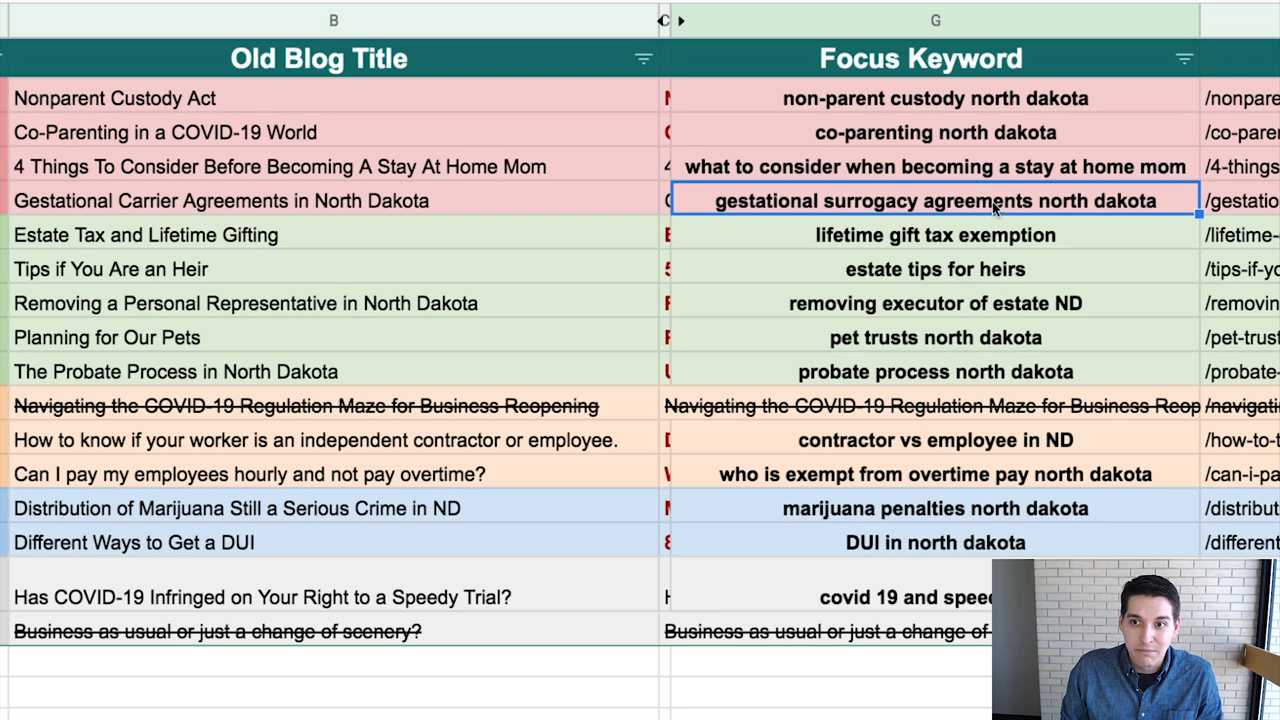 B C G
Old Blog Title Focus Keyword
Nonparent Custody Act N non-parent custody north dakota /nonpare
Co-Parenting in a COVID-19 World C co-parenting north dakota /co-pare
4 Things To Consider Before Becoming A Stay At Home Mom 4 what to consider when becoming a stay at home mom /4-things
Gestational Carrier Agreements in North Dakota gestational surrogacy agreements north dakota /gestatio
Estate Tax and Lifetime Gifting E lifetime gift tax exemption /lifetime-
Tips if You Are an Heir 5 estate tips for heirs /tips-if-yo
Removing a Personal Representative in North Dakota removing executor of estate ND /removin
Planning for Our Pets pet trusts north dakota /pet-trust
The Probate Process in North Dakota probate process north dakota /probate-
Navigating the COVID-19 Regulation Maze for Business Reopening Navigating the COVID-19 Regulation Maze for Business Reop /navigati
How to know if your worker is an independent contractor or employee. contractor vs employee in ND /how-to-t
Can I pay my employees hourly and not pay overtime? who is exempt from overtime pay north dakota /can-i-pa
Distribution of Marijuana Still a Serious Crime in ND marijuana penalties north dakota /distribut
Different Ways to Get a DUI 8 DUI in north dakota /different
Has COVID-19 Infringed on Your Right to a Speedy Trial? covid 19 and speed
Business as usual or just a change of scenery? Business as usual or just a change of